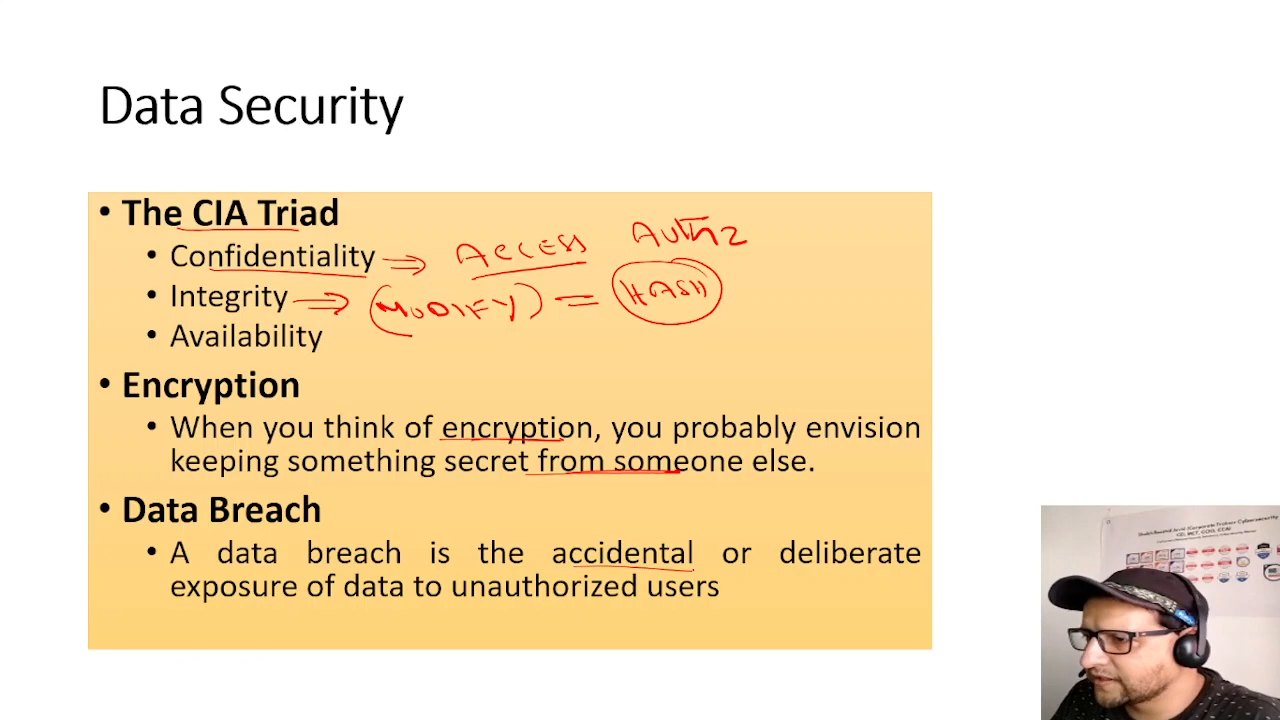 Data Security
• The CIA Triad
• Confidentiality → ACCESS AUTHZ
• Integrity → (MODIFY) = HASH
• Availability
• Encryption
• When you think of encryption, you probably envision
keeping something secret from someone else.
• Data Breach
• A data breach is the accidental or deliberate
exposure of data to unauthorized users